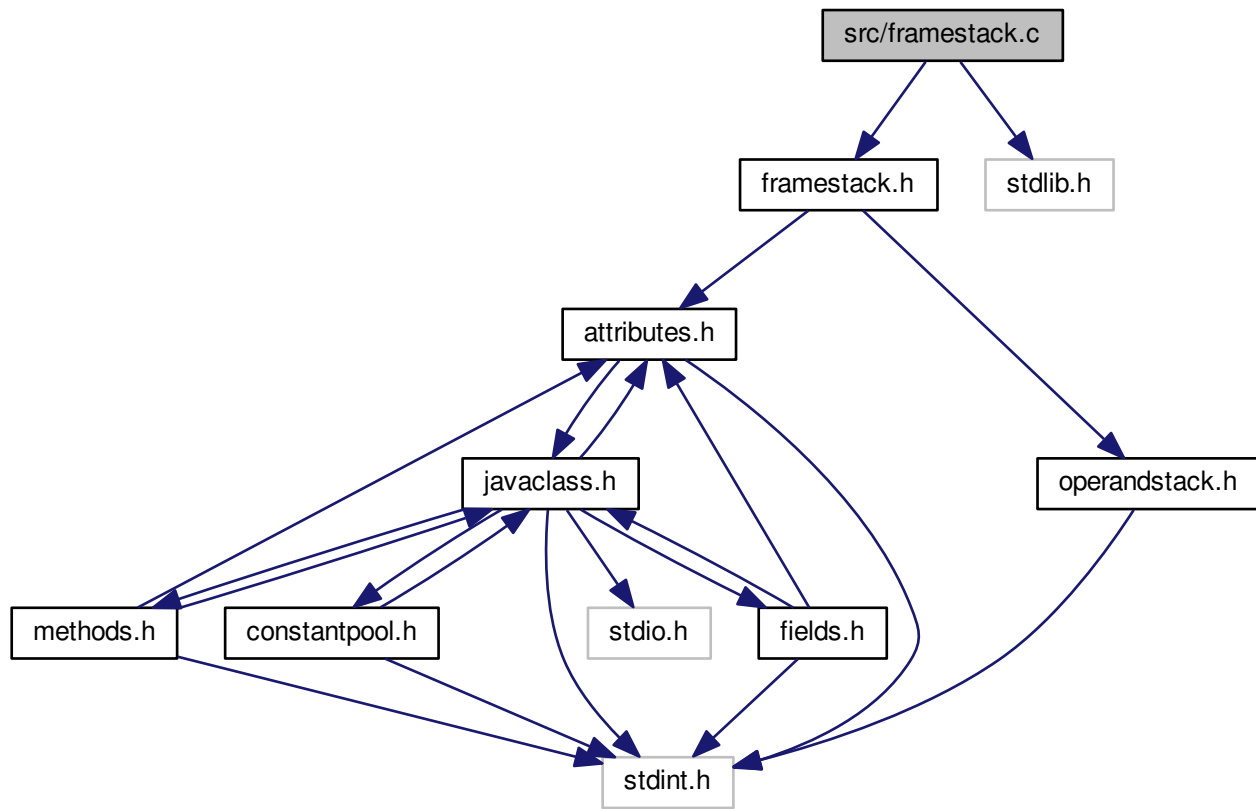 src/framestack.c
framestack.h
stdlib.h
attributes.h
javaclass.h
operandstack.h
methods.h
constantpool.h
stdio.h
fields.h
stdint.h